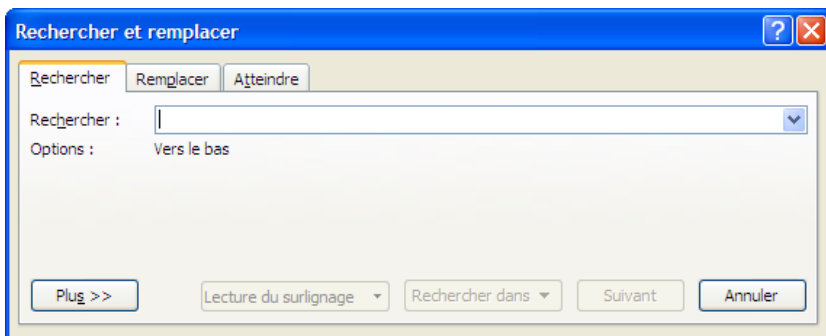 Rechercher et remplacer
Rechercher Remplacer Atteindre
Rechercher :
Options : Vers le bas
Plus >> Lecture du surlignage Rechercher dans Suivant Annuler